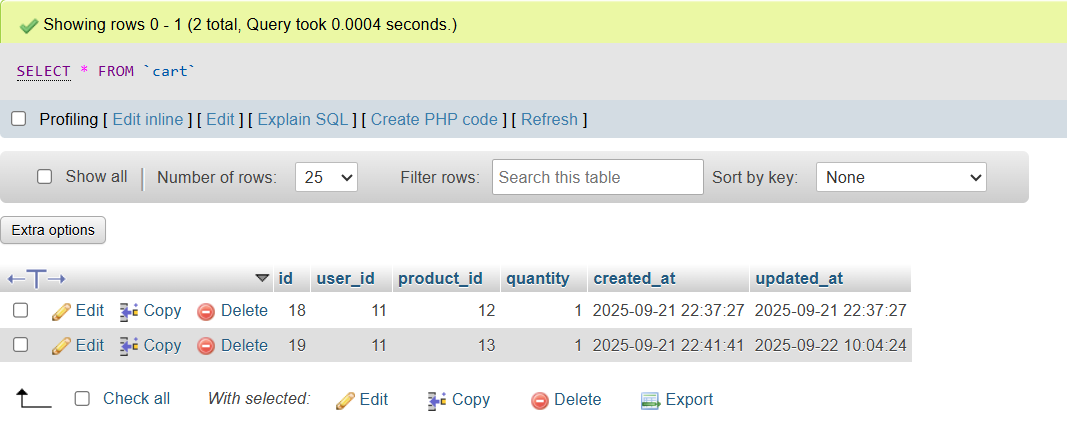 Showing rows 0 - 1 (2 total, Query took 0.0004 seconds.)
SELECT * FROM `cart`
Profiling [ Edit inline ] [ Edit ] [ Explain SQL ] [ Create PHP code ] [ Refresh ]
Show all | Number of rows: 25 Filter rows: Search this table Sort by key: None
Extra options
id user_id product_id quantity created_at updated_at
Edit Copy Delete 18 11 12 1 2025-09-21 22:37:27 2025-09-21 22:37:27
Edit Copy Delete 19 11 13 1 2025-09-21 22:41:41 2025-09-22 10:04:24
Check all With selected: Edit Copy Delete Export